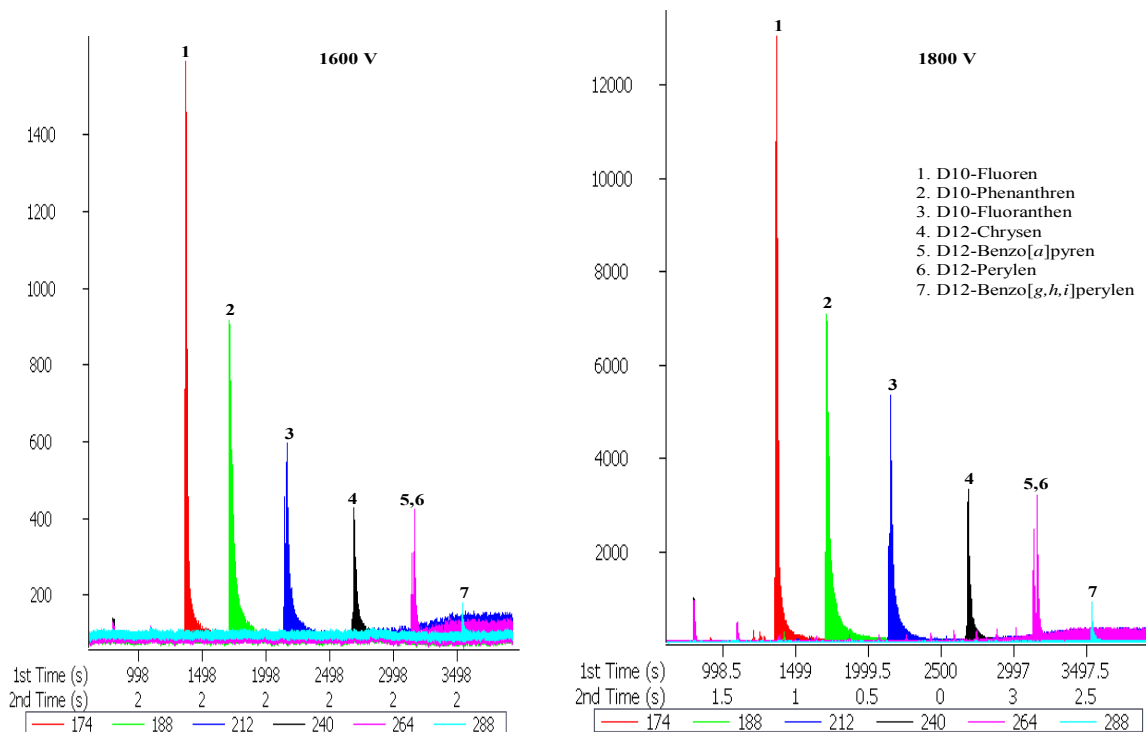 1600 V
1
2
3
4
5,6
7
1400
1200
1000
800
600
400
200
1st Time (s) 998 1498 1998 2498 2998 3498
2nd Time (s) 2 2 2 2 2 2
174 188 212 240 264 288
1800 V
1
2
3
4
5,6
7
12000
10000
8000
6000
4000
2000
1. D10-Fluoren
2. D10-Phenanthren
3. D10-Fluoranthen
4. D12-Chrysen
5. D12-Benzo[a]pyren
6. D12-Perylen
7. D12-Benzo[g,h,i]perylen
1st Time (s) 998.5 1499 1999.5 2500 2997 3497.5
2nd Time (s) 1.5 1 0.5 0 3 2.5
174 188 212 240 264 288